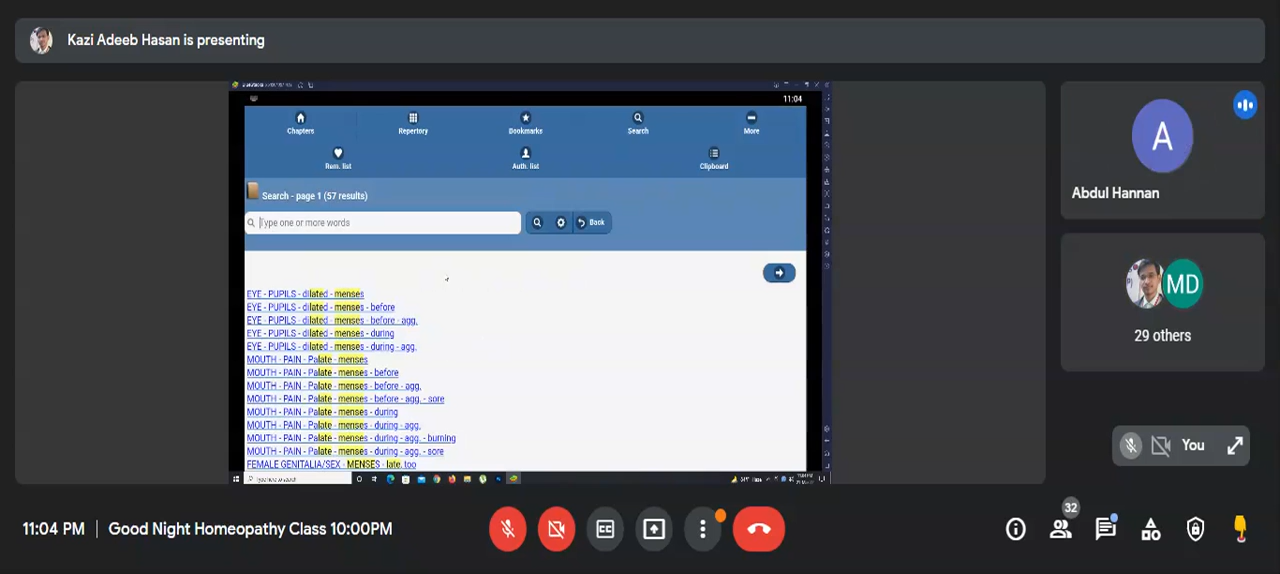 Kazi Adeeb Hasan is presenting
11:04
Chapters
Repertory
Bookmarks
Search
More
Rem. list
Auth. list
Clipboard
Search - page 1 (57 results)
Type one or more words
Back
EYE - PUPILS - dilated - menses
EYE - PUPILS - dilated - menses - before
EYE - PUPILS - dilated - menses - before - agg.
EYE - PUPILS - dilated - menses - during
EYE - PUPILS - dilated - menses - during - agg.
MOUTH - PAIN - Palate - menses
MOUTH - PAIN - Palate - menses - before
MOUTH - PAIN - Palate - menses - before - agg.
MOUTH - PAIN - Palate - menses - before - agg. - sore
MOUTH - PAIN - Palate - menses - during
MOUTH - PAIN - Palate - menses - during - agg.
MOUTH - PAIN - Palate - menses - during - agg. - burning
MOUTH - PAIN - Palate - menses - during - agg. - sore
FEMALE GENITALIA/SEX - MENSES - late, too
Type here to search
A
Abdul Hannan
MD
29 others
You
11:04 PM | Good Night Homeopathy Class 10:00PM
CC
32